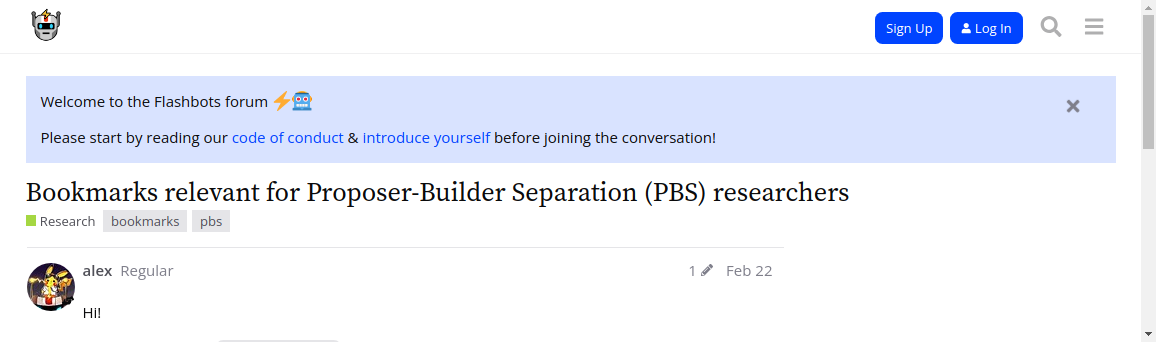 Sign Up Log In
Welcome to the Flashbots forum
Please start by reading our code of conduct & introduce yourself before joining the conversation!
Bookmarks relevant for Proposer-Builder Separation (PBS) researchers
Research bookmarks pbs
alex Regular 1 Feb 22
Hi!